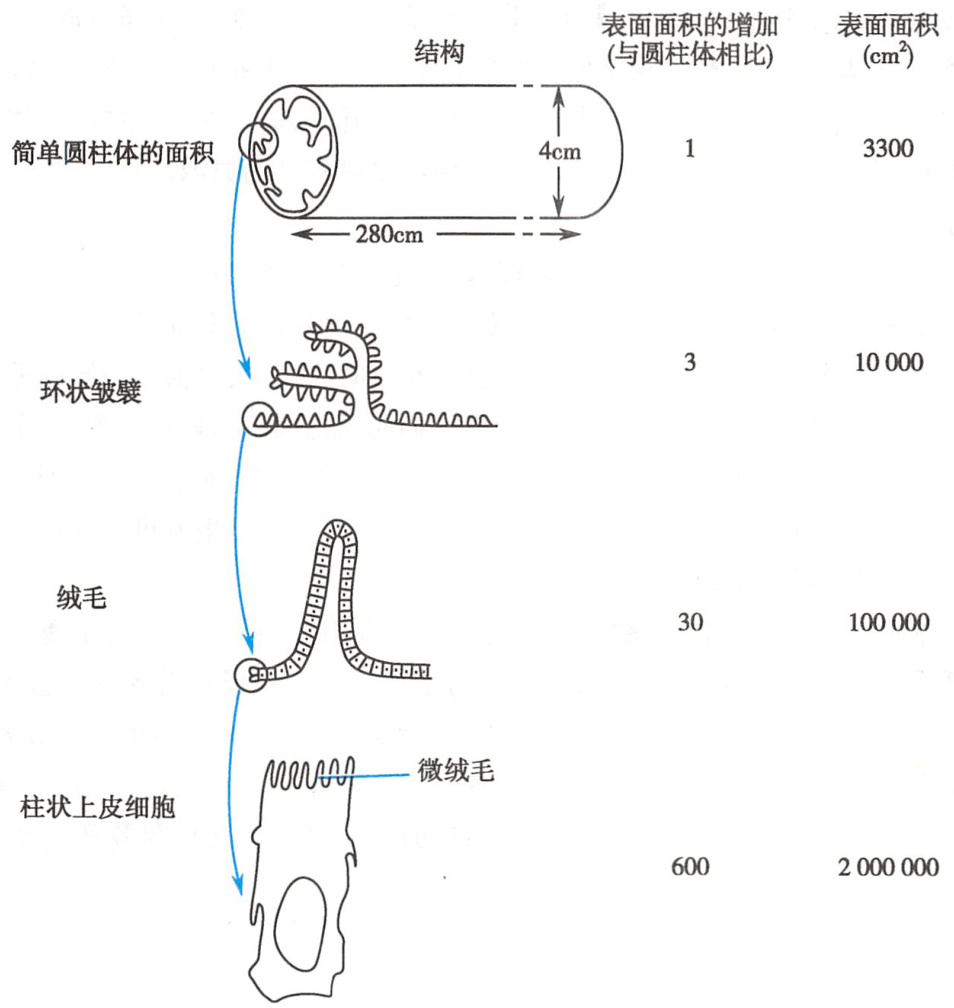 结构
表面面积的增加
(与圆柱体相比)
表面面积
(cm²)
简单圆柱体的面积
4cm
280cm
1
3300
环状皱襞
3
10 000
绒毛
30
100 000
微绒毛
柱状上皮细胞
600
2 000 000